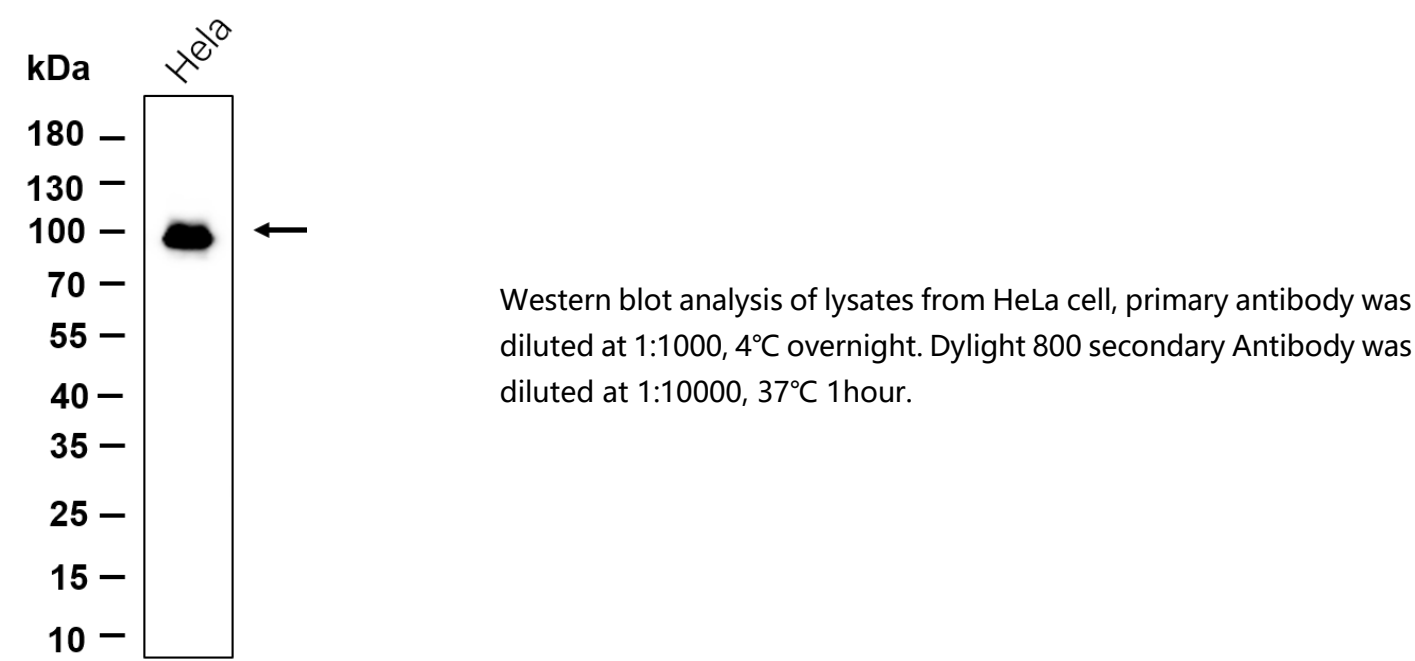 Hela
kDa
180
130
100
70
55
40
35
25
15
10
Western blot analysis of lysates from HeLa cell, primary antibody was
diluted at 1:1000, 4℃ overnight. Dylight 800 secondary Antibody was
diluted at 1:10000, 37℃ 1hour.